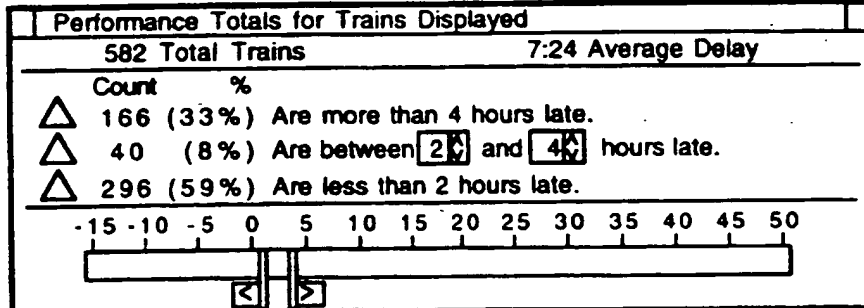 Performance Totals for Trains Displayed
582 Total Trains 7:24 Average Delay
Count %
166 (33%) Are more than 4 hours late.
40 (8%) Are between 2 and 4 hours late.
296 (59%) Are less than 2 hours late.
-15 -10 -5 0 5 10 15 20 25 30 35 40 45 50
< >